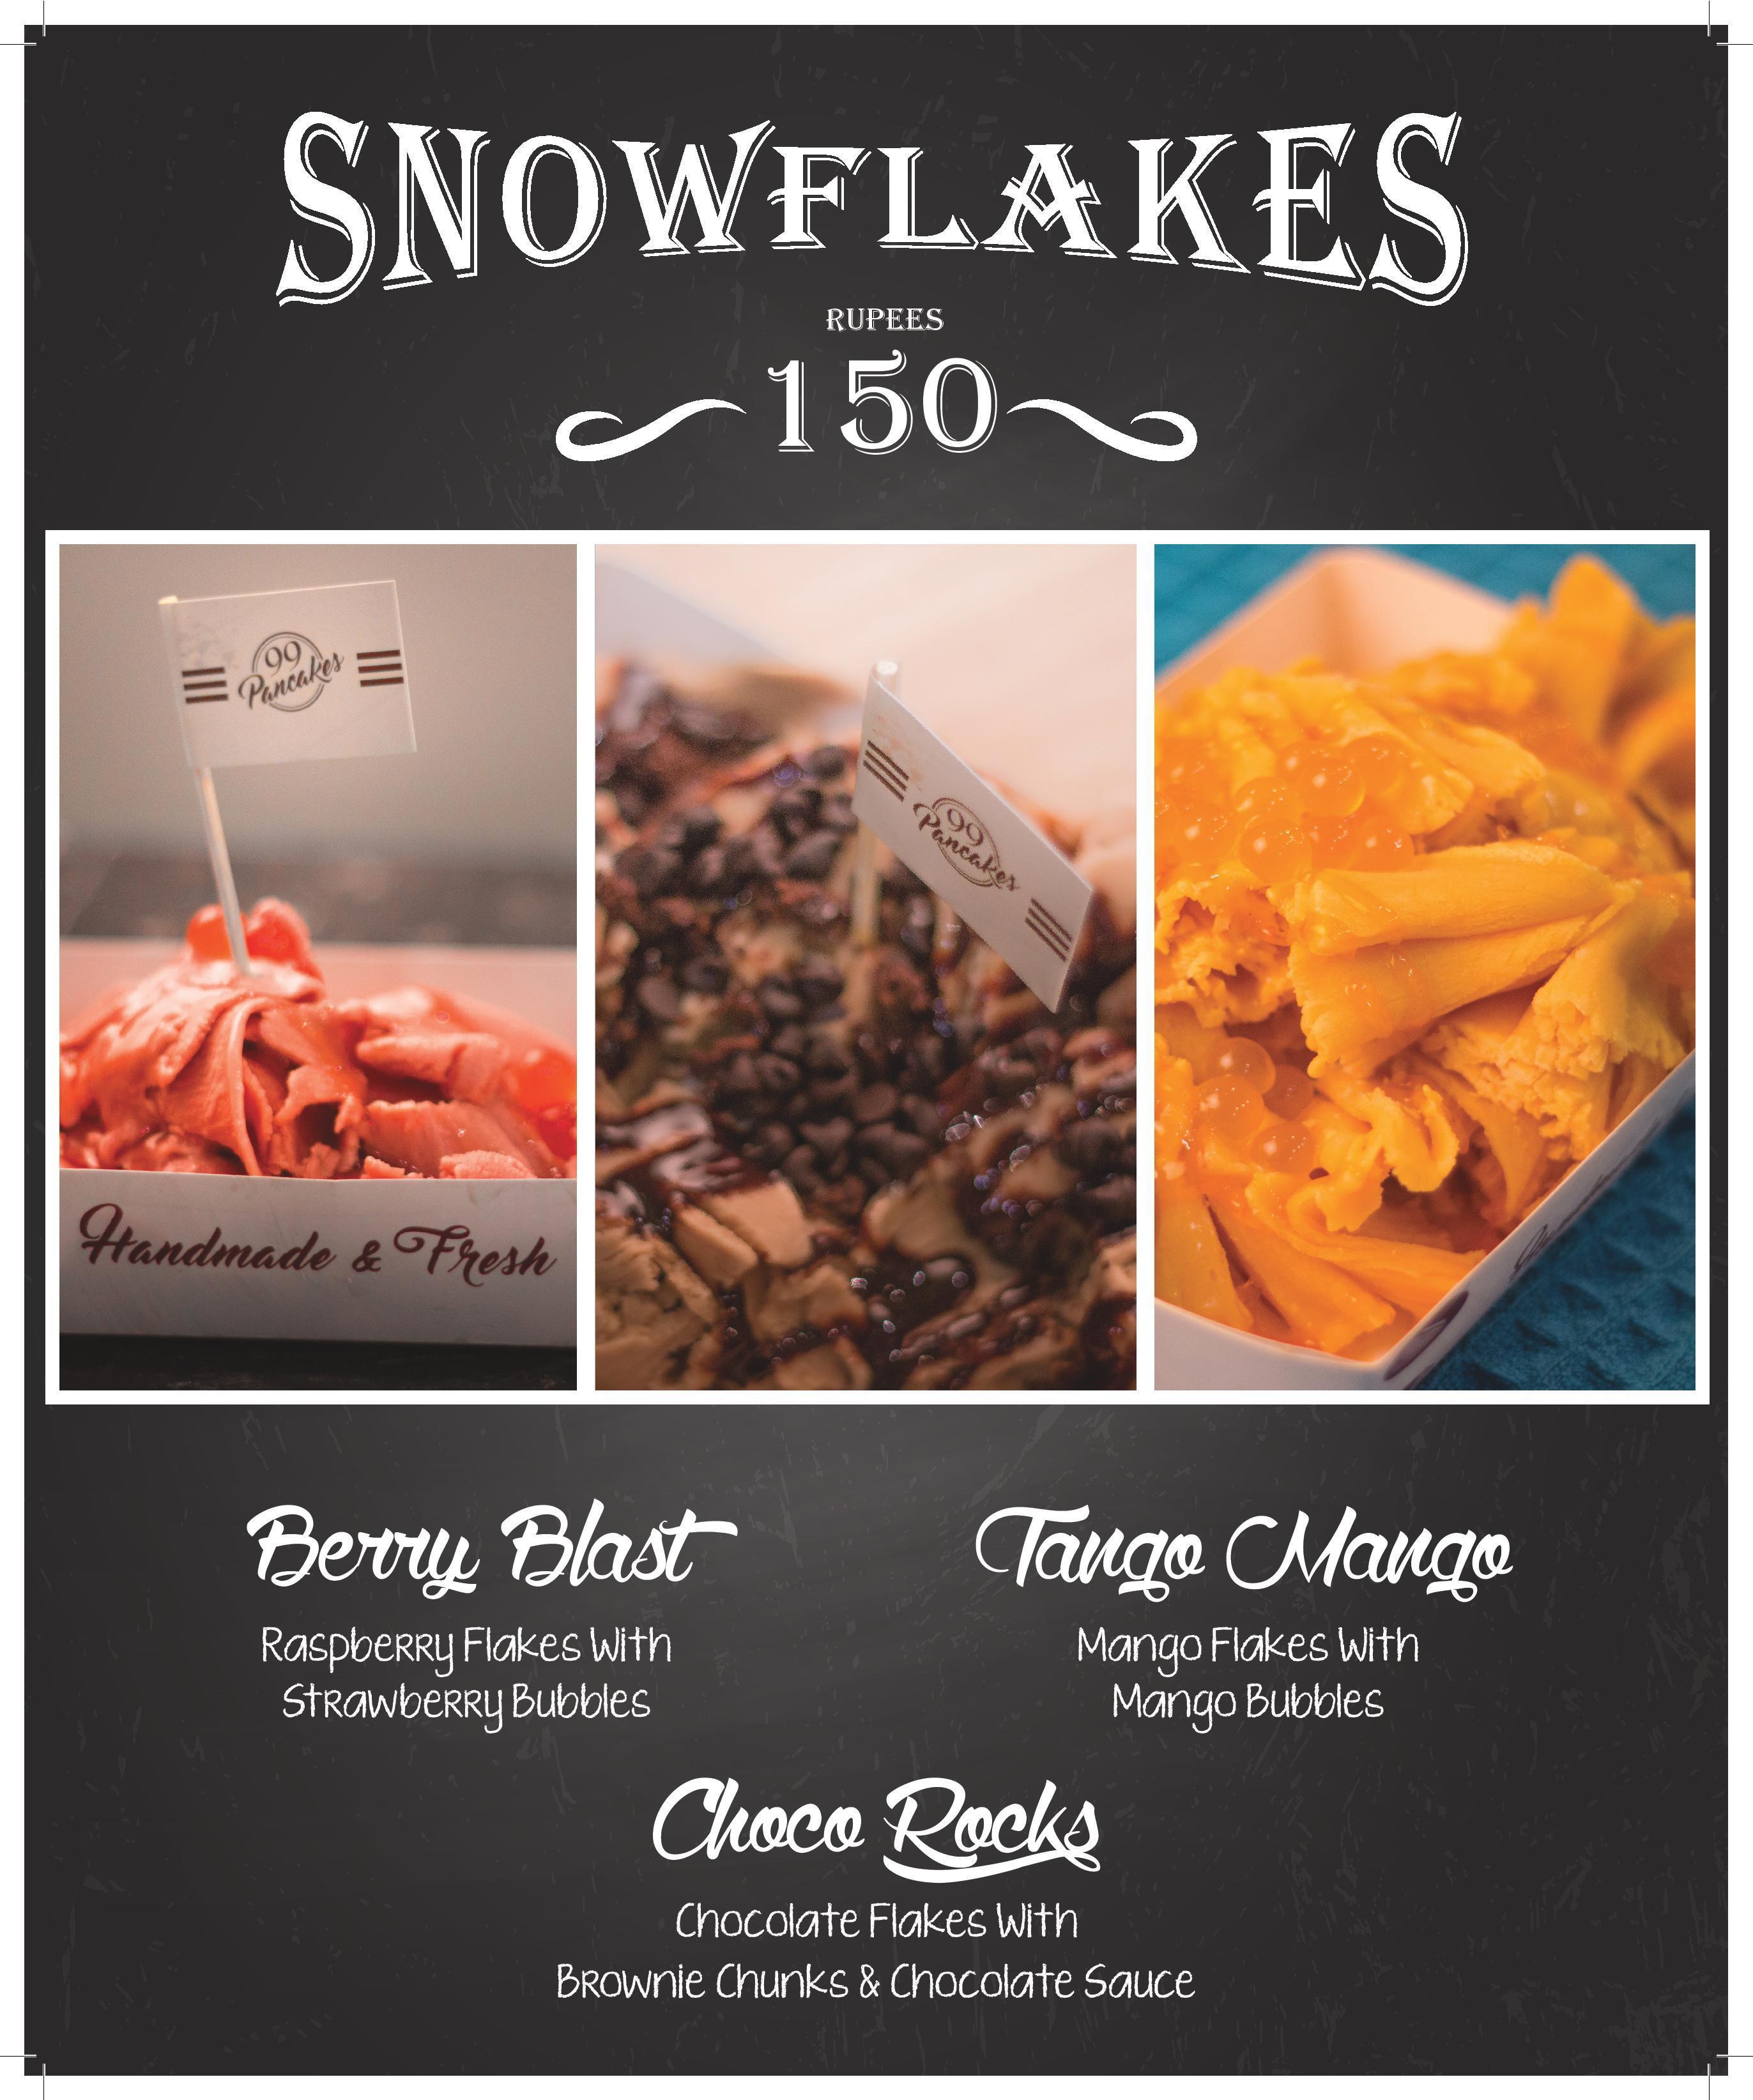 SNOWFLAKES
RUPEES
150
99
Pancakes
Handmade & Fresh
99
Pancakes
Berry Blast
Raspberry Flakes With
Strawberry Bubbles
Tango Mango
Mango Flakes With
Mango Bubbles
Choco Rocks
Chocolate Flakes With
Brownie Chunks & Chocolate Sauce